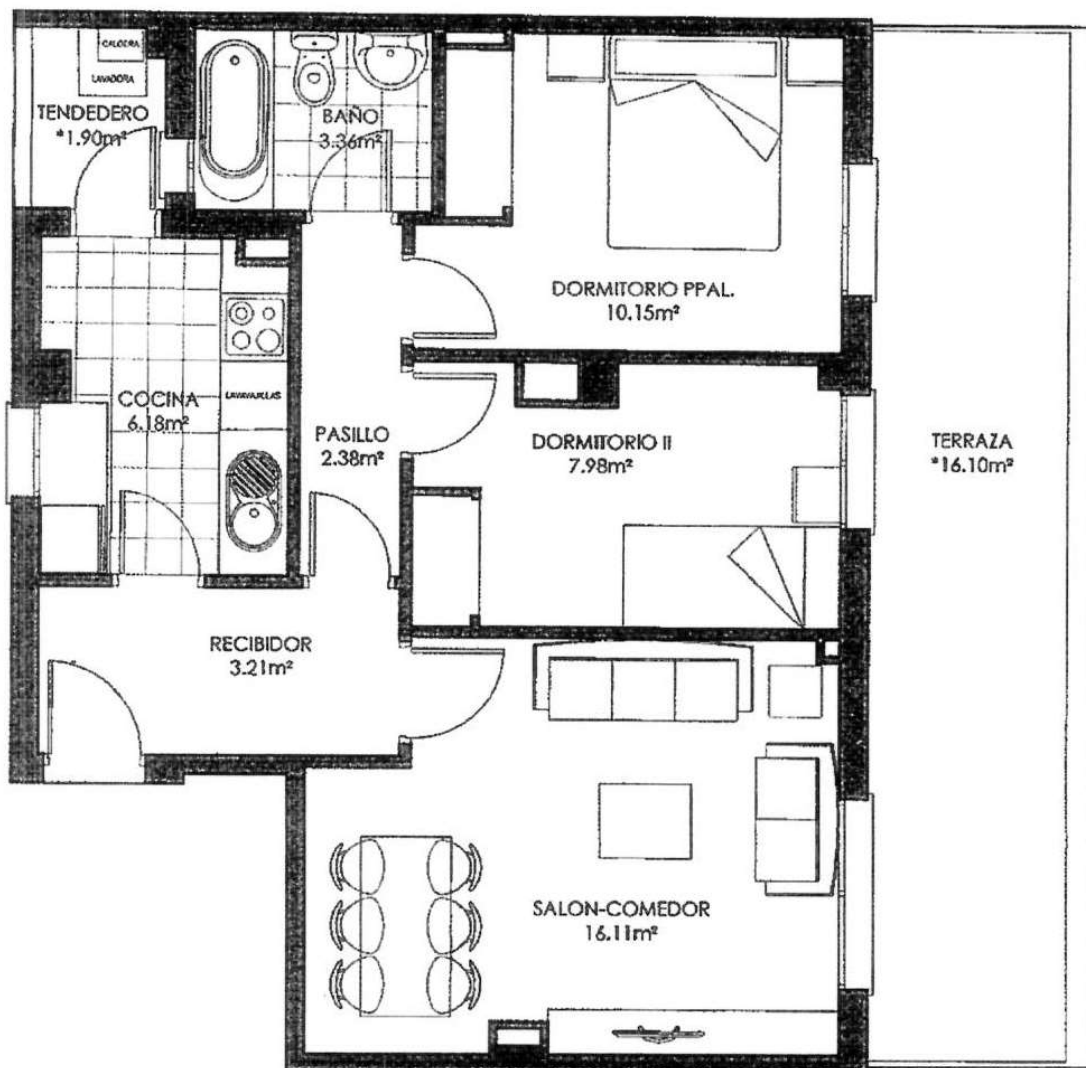 CALDERA
LAVADORA
TENDEDERO
*1.90m²
BAÑO
3.36m²
DORMITORIO PPAL.
10.15m²
COCINA
6.18m²
LAVAVAJILLAS
PASILLO
2.38m²
DORMITORIO II
7.98m²
TERRAZA
*16.10m²
RECIBIDOR
3.21m²
SALON-COMEDOR
16.11m²